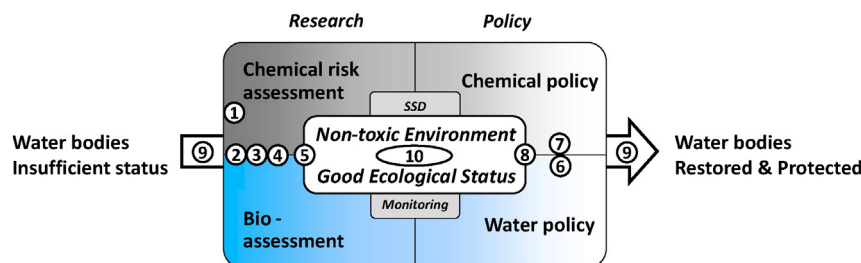 Research
Policy
Chemical risk
assessment
Chemical policy
1
SSD
Water bodies
Insufficient status
9
2 3 4 5
Non-toxic Environment
10
Good Ecological Status
8
7
6
9
Water bodies
Restored & Protected
Monitoring
Bio -
assessment
Water policy